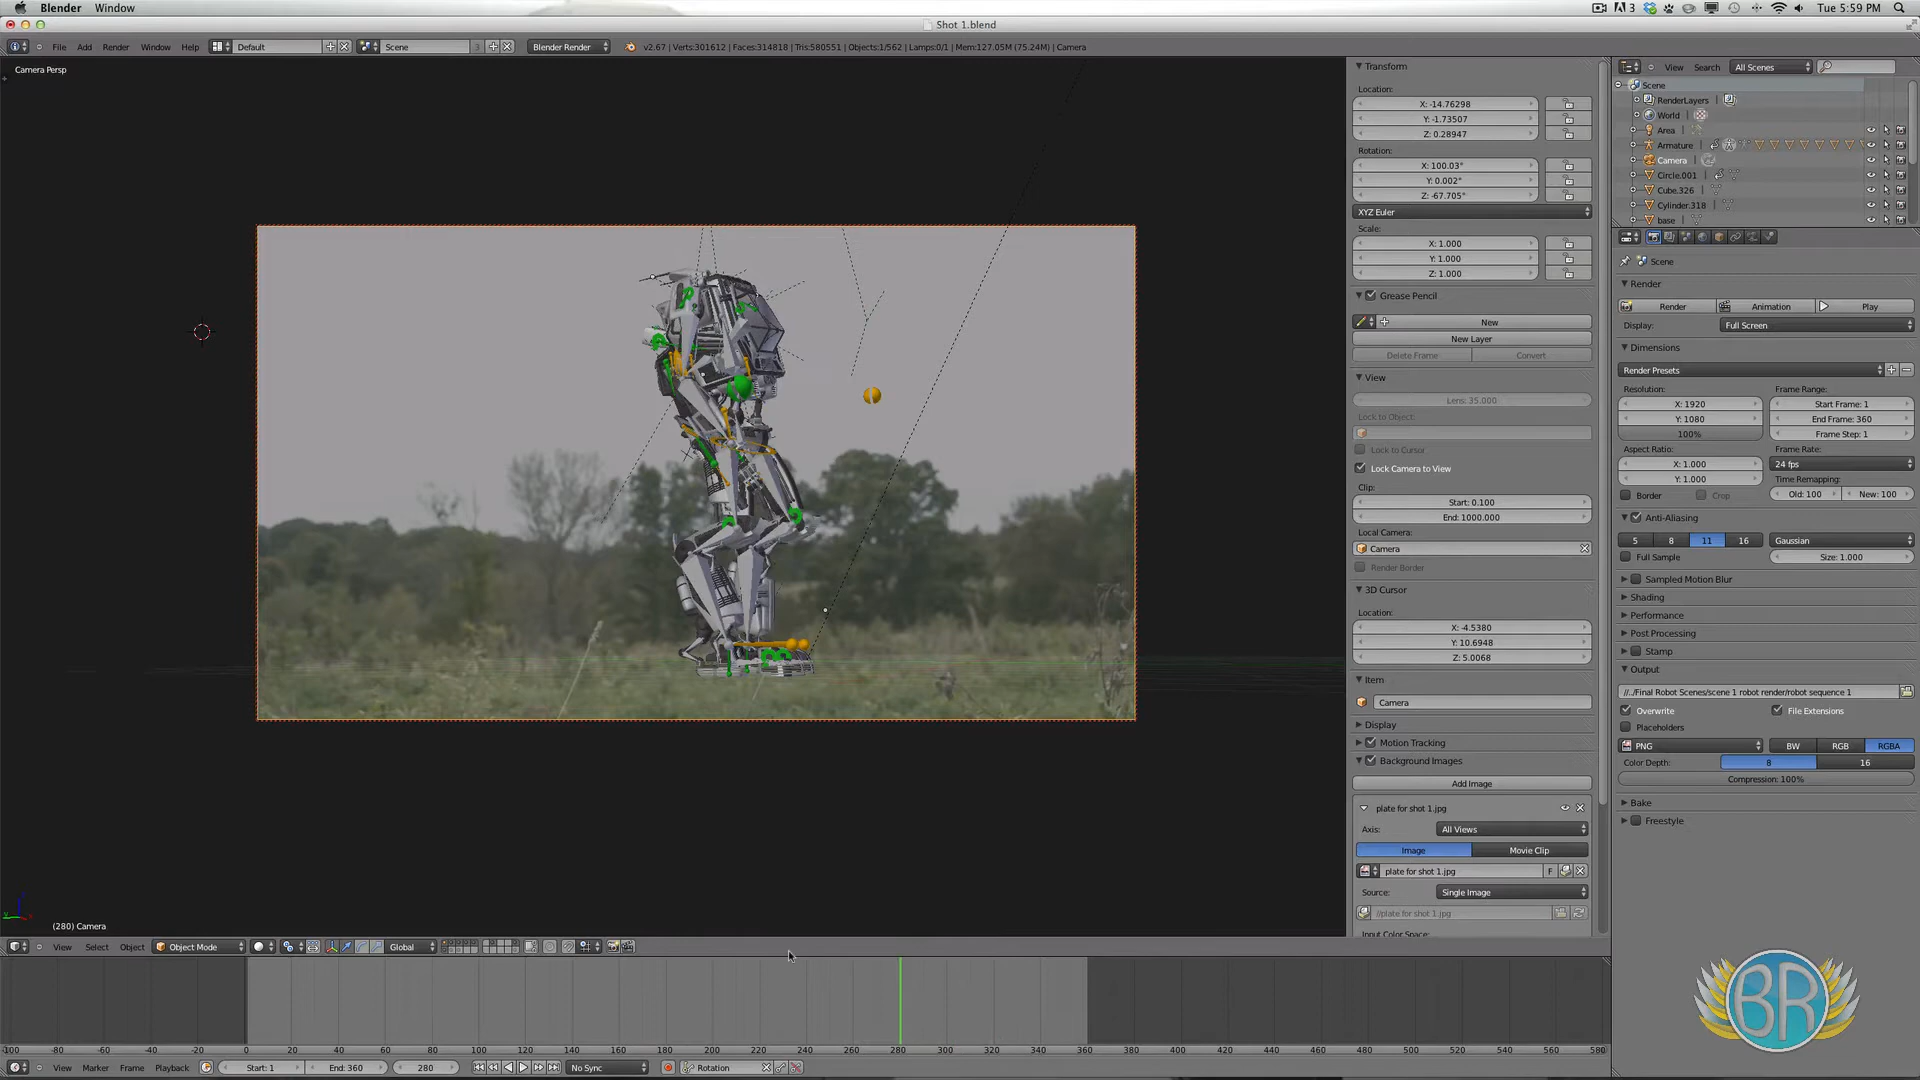 Blender Window
3 Tue 5:59 PM
Shot 1.blend
File Add Render Window Help Default Scene 3 Blender Render v2.67 | Verts:301612 | Faces:314818 | Tris:580551 | Objects:1/562 | Lamps:0/1 | Mem:127.05M (75.24M) | Camera
Camera Persp
(280) Camera
Transform
Location:
X: -14.76298
Y: -1.73507
Z: 0.28947
Rotation:
X: 100.03°
Y: 0.002°
Z: -67.705°
XYZ Euler
Scale:
X: 1.000
Y: 1.000
Z: 1.000
Grease Pencil
New
New Layer
Delete Frame Convert
View
Lens: 35.000
Lock to Object:
Lock to Cursor
Lock Camera to View
Clip:
Start: 0.100
End: 1000.000
Local Camera:
Camera
Render Border
3D Cursor
Location:
X: -4.5380
Y: 10.6948
Z: 5.0068
Item
Camera
Display
Motion Tracking
Background Images
Add Image
plate for shot 1.jpg
Axis: All Views
Image Movie Clip
plate for shot 1.jpg F
Source: Single Image
//plate for shot 1.jpg
Input Color Space:
View Search All Scenes
Scene
RenderLayers
World
Area
Armature
Camera
Circle.001
Cube.326
Cylinder.318
base
Scene
Render
Render Animation Play
Display: Full Screen
Dimensions
Render Presets
Resolution: Frame Range:
X: 1920 Start Frame: 1
Y: 1080 End Frame: 360
100% Frame Step: 1
Aspect Ratio: Frame Rate:
X: 1.000 24 fps
Y: 1.000 Time Remapping:
Border Crop Old: 100 New: 100
Anti-Aliasing
5 8 11 16 Gaussian
Full Sample Size: 1.000
Sampled Motion Blur
Shading
Performance
Post Processing
Stamp
Output
//../Final Robot Scenes/scene 1 robot render/robot sequence 1
Overwrite File Extensions
Placeholders
PNG BW RGB RGBA
Color Depth: 8 16
Compression: 100%
Bake
Freestyle
View Select Object Object Mode Global
-100 -80 -60 -40 -20 0 20 40 60 80 100 120 140 160 180 200 220 240 260 280 300 320 340 360 380 400 420 440 460 480 500 520 540 560 580
View Marker Frame Playback Start: 1 End: 360 280 No Sync Rotation
BR